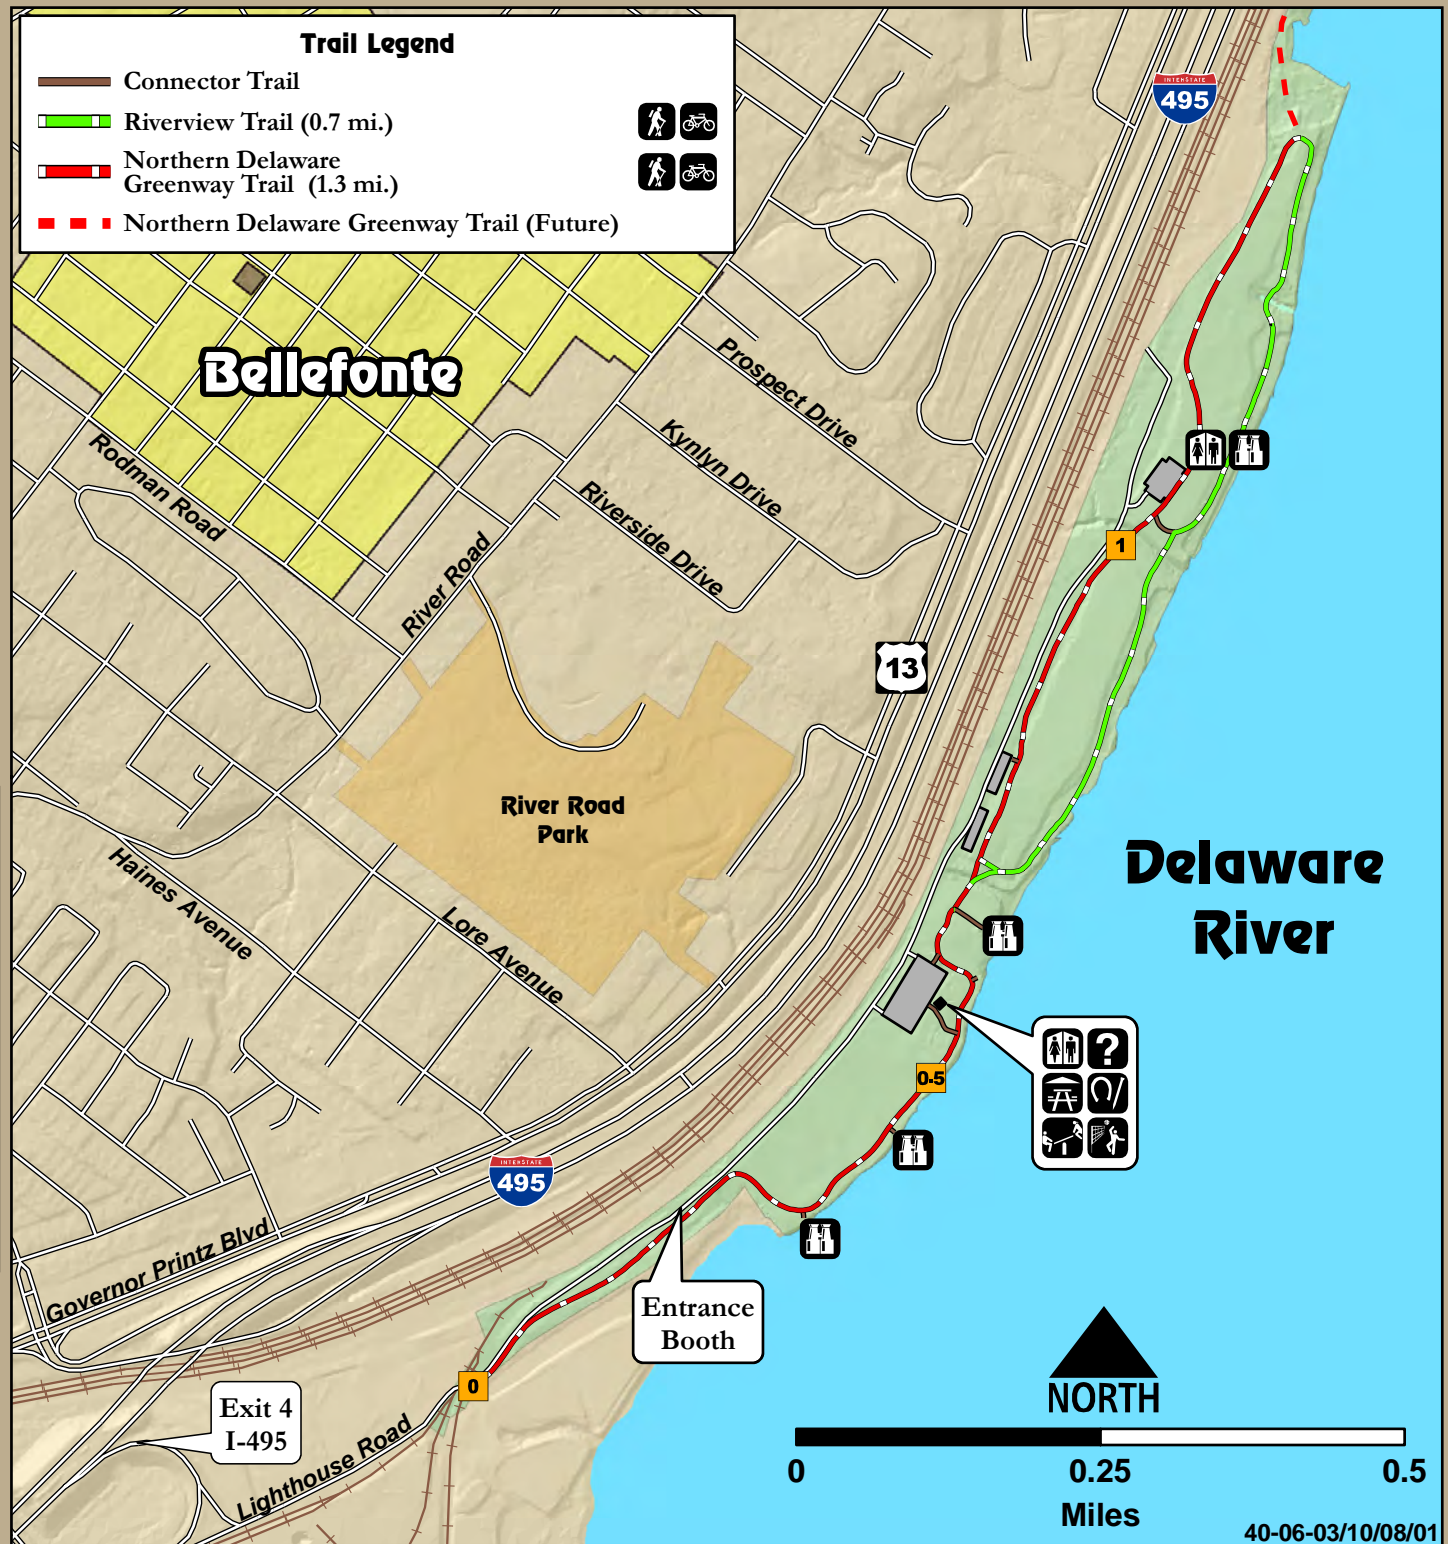 Trail Legend
Connector Trail
Riverview Trail (0.7 mi.)
Northern Delaware
Greenway Trail (1.3 mi.)
Northern Delaware Greenway Trail (Future)
INTERSTATE
495
Bellefonte
Prospect Drive
Kynlyn Drive
Riverside Drive
Rodman Road
River Road
1
13
River Road
Park
Delaware
River
Haines Avenue
Lore Avenue
?
0.5
INTERSTATE
495
Governor Printz Blvd
Entrance
Booth
0
Exit 4
I-495
Lighthouse Road
NORTH
0
0.25
0.5
Miles
40-06-03/10/08/01